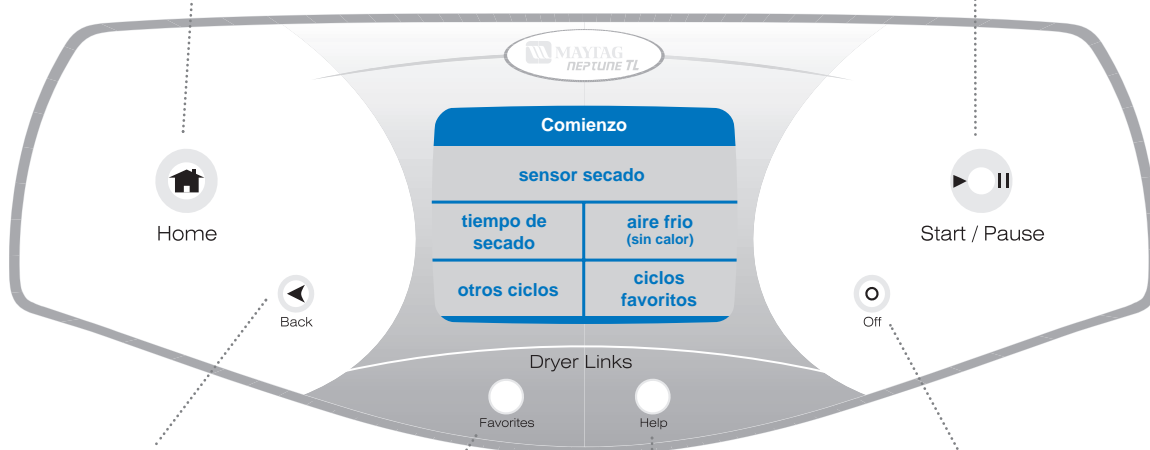 MAYTAG
NEPTUNE TL
Comienzo
sensor secado
tiempo de
secado
aire frio
(sin calor)
otros ciclos
ciclos
favoritos
Home
Back
Start / Pause
Off
Dryer Links
Favorites
Help